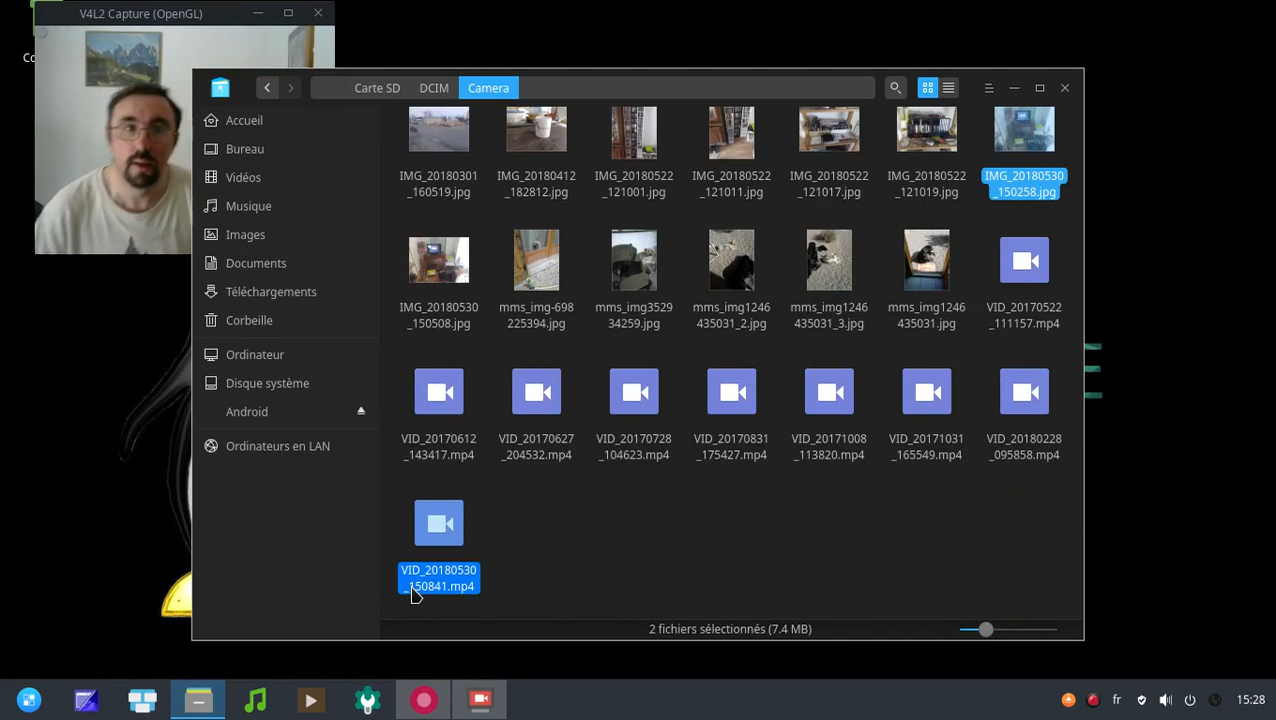 V4L2 Capture (OpenGL)
Co
Carte SD DCIM Camera
Accueil
Bureau
Vidéos
Musique
Images
Documents
Téléchargements
Corbeille
Ordinateur
Disque système
Android
Ordinateurs en LAN
IMG_20180301
_160519.jpg
IMG_20180412
_182812.jpg
IMG_20180522
_121001.jpg
IMG_20180522
_121011.jpg
IMG_20180522
_121017.jpg
IMG_20180522
_121019.jpg
IMG_20180530
_150258.jpg
IMG_20180530
_150508.jpg
mms_img-698
225394.jpg
mms_img3529
34259.jpg
mms_img1246
435031_2.jpg
mms_img1246
435031_3.jpg
mms_img1246
435031.jpg
VID_20170522
_111157.mp4
VID_20170612
_143417.mp4
VID_20170627
_204532.mp4
VID_20170728
_104623.mp4
VID_20170831
_175427.mp4
VID_20171008
_113820.mp4
VID_20171031
_165549.mp4
VID_20180228
_095858.mp4
VID_20180530
_150841.mp4
2 fichiers sélectionnés (7.4 MB)
fr
15:28